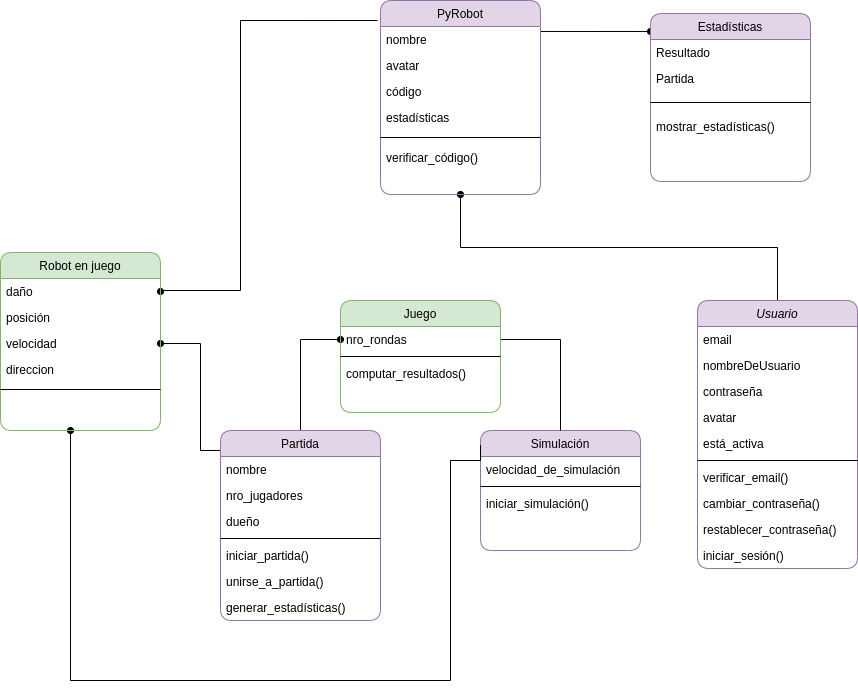 PyRobot
nombre
avatar
código
estadísticas
verificar_código()
Estadísticas
Resultado
Partida
mostrar_estadísticas()
Robot en juego
daño
posición
velocidad
direccion
Juego
nro_rondas
computar_resultados()
Usuario
email
nombreDeUsuario
contraseña
avatar
está_activa
verificar_email()
cambiar_contraseña()
restablecer_contraseña()
iniciar_sesión()
Partida
nombre
nro_jugadores
dueño
iniciar_partida()
unirse_a_partida()
generar_estadísticas()
Simulación
velocidad_de_simulación
iniciar_simulación()